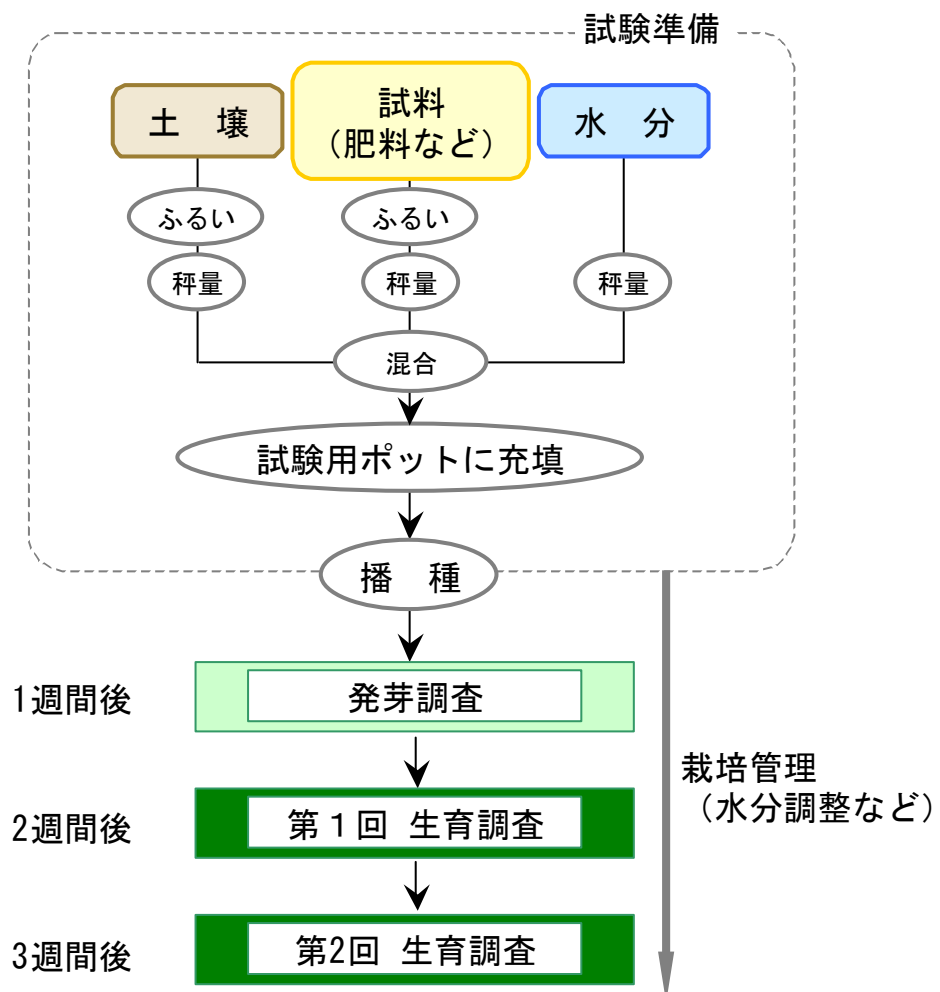 試験準備
土　壌
試料
（肥料など）
水　分
ふるい
ふるい
秤量
秤量
秤量
混合
試験用ポットに充填
播　種
1週間後
発芽調査
栽培管理
（水分調整など）
2週間後
第１回 生育調査
3週間後
第2回 生育調査